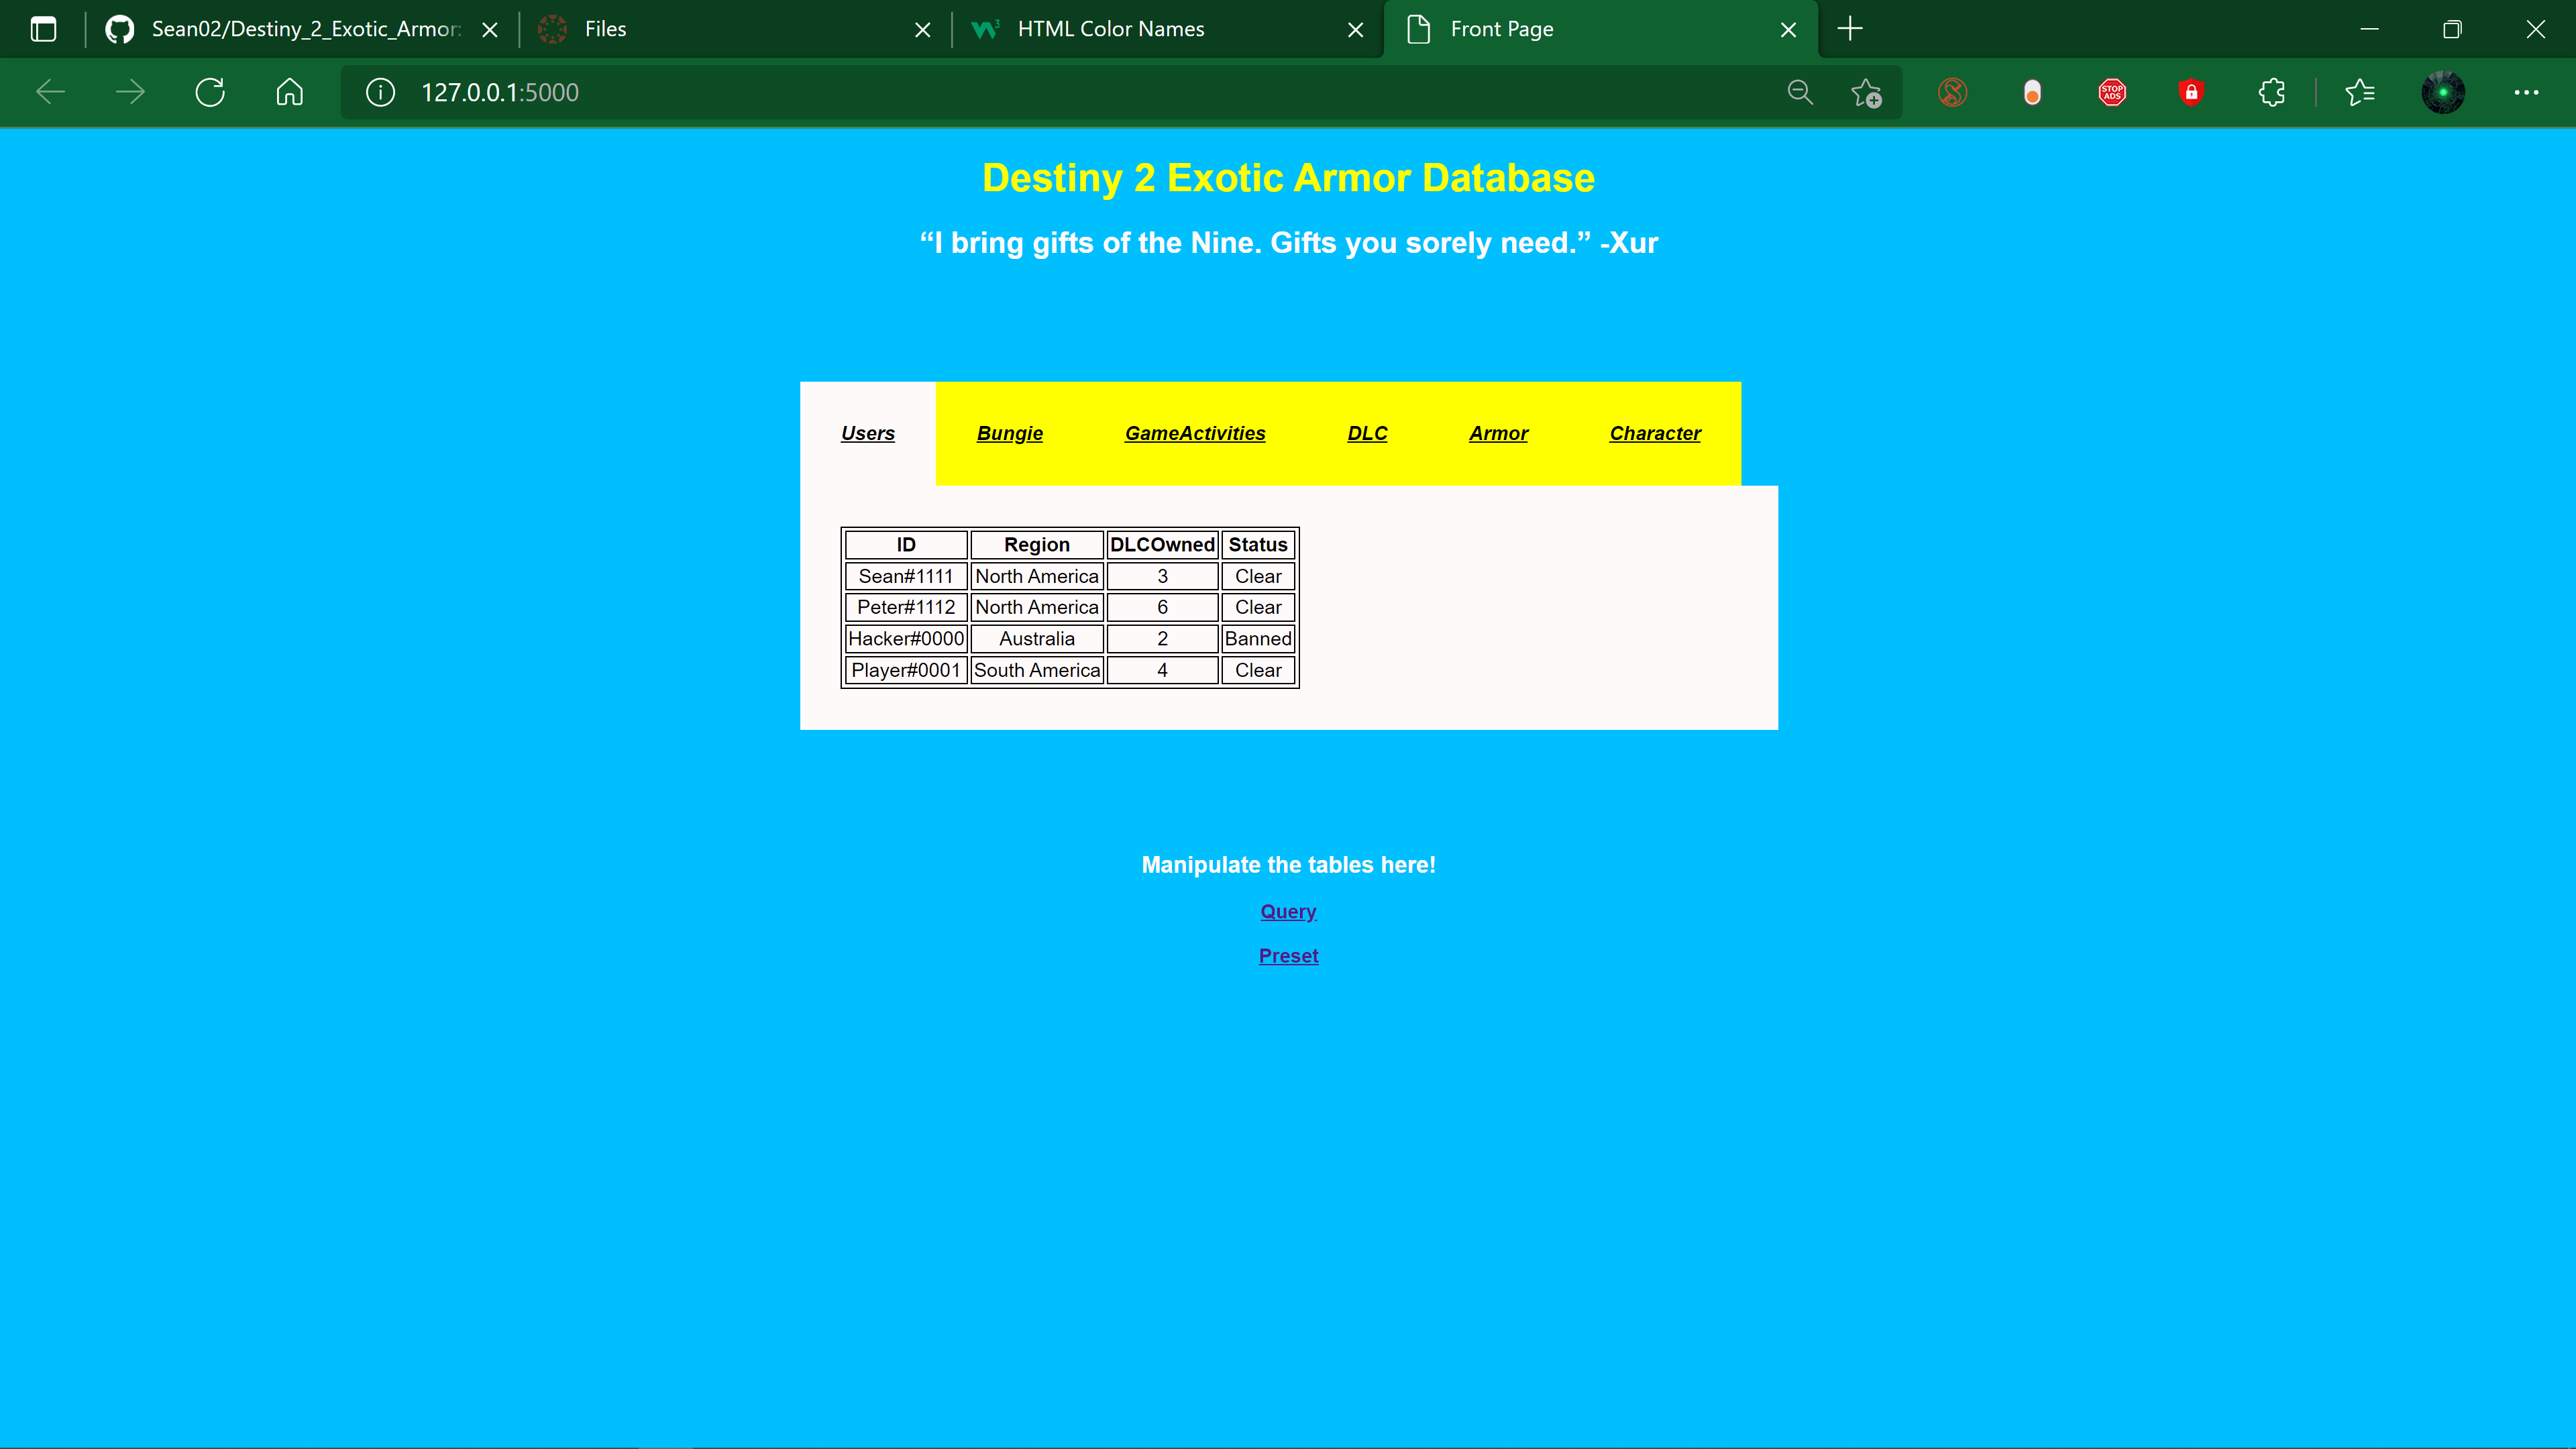 Sean02/Destiny_2_Exotic_Armor: Files HTML Color Names Front Page
127.0.0.1:5000
STOP ADS
Destiny 2 Exotic Armor Database
“I bring gifts of the Nine. Gifts you sorely need.” -Xur
Users Bungie GameActivities DLC Armor Character
ID Region DLCOwned Status
Sean#1111 North America 3 Clear
Peter#1112 North America 6 Clear
Hacker#0000 Australia 2 Banned
Player#0001 South America 4 Clear
Manipulate the tables here!
Query
Preset